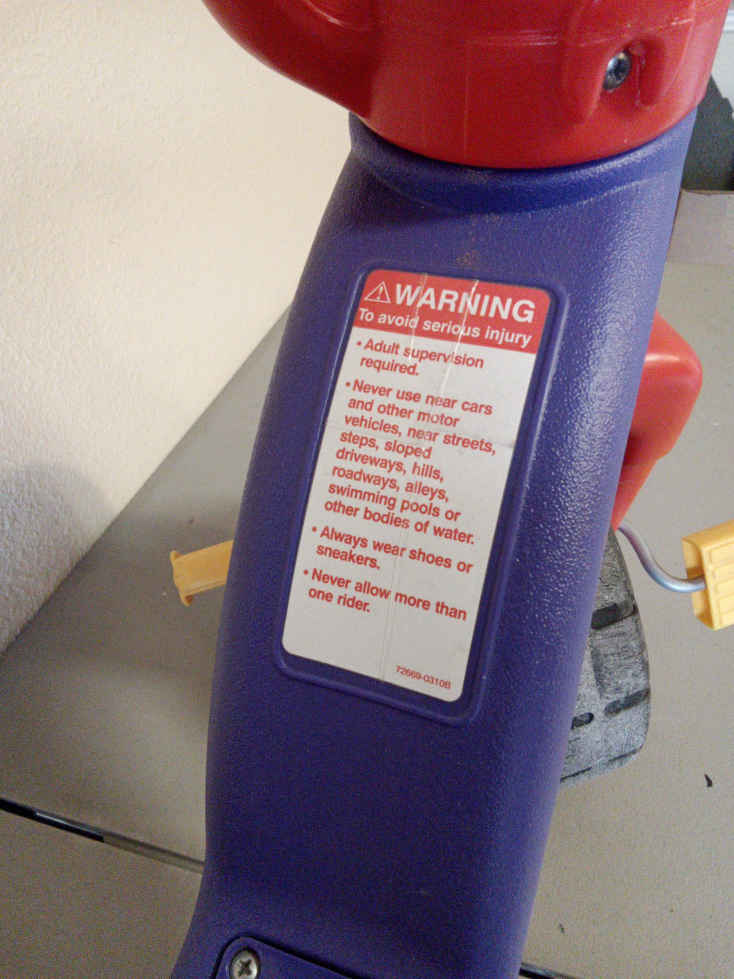 ⚠WARNING
To avoid serious injury
• Adult supervision
required.
• Never use near cars
and other motor
vehicles, near streets,
steps, sloped
driveways, hills,
roadways, alleys,
swimming pools or
other bodies of water.
• Always wear shoes or
sneakers.
• Never allow more than
one rider.
72669-0310B